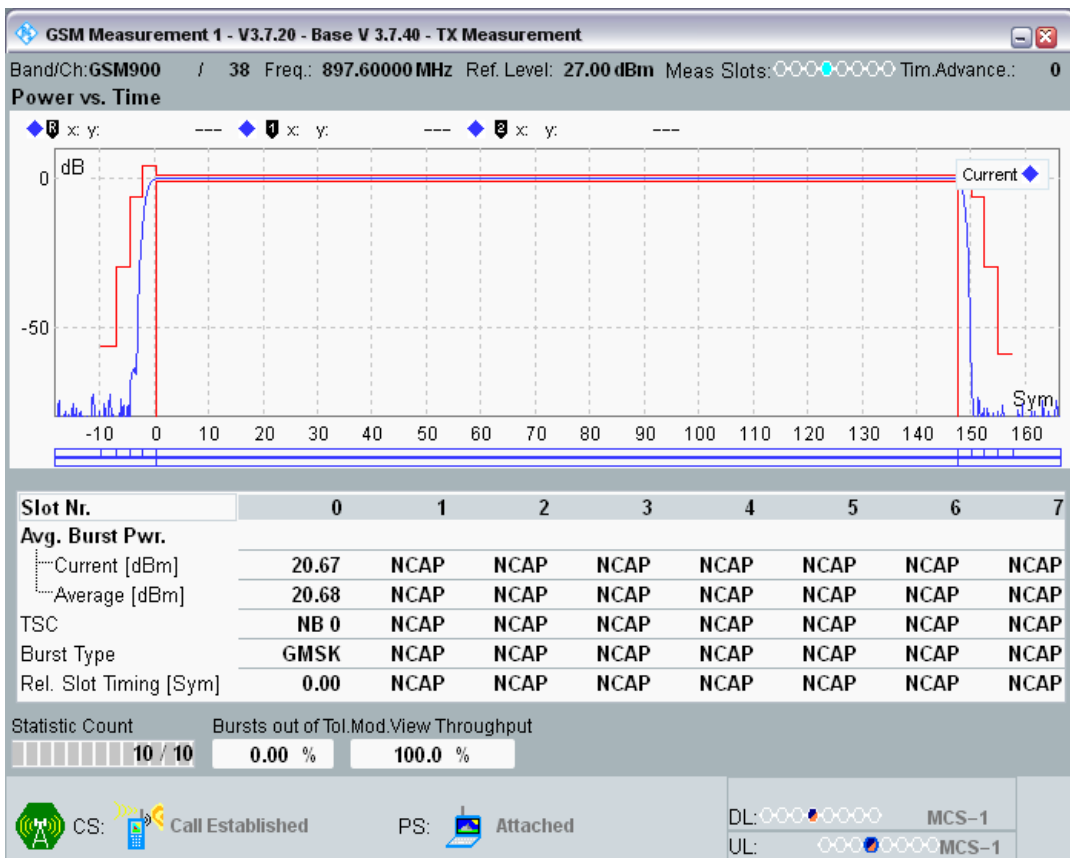 GSM Measurement 1 - V3.7.20 - Base V 3.7.40 - TX Measurement
Band/Ch:GSM900 / 38 Freq.: 897.60000 MHz Ref. Level: 27.00 dBm Meas Slots: Tim.Advance.: 0
Power vs. Time
R x: y: --- 1 x: y: --- 2 x: y: ---
dB
Current
0
-50
Sym
-10 0 10 20 30 40 50 60 70 80 90 100 110 120 130 140 150 160
Slot Nr. 0 1 2 3 4 5 6 7
Avg. Burst Pwr.
Current [dBm] 20.67 NCAP NCAP NCAP NCAP NCAP NCAP NCAP
Average [dBm] 20.68 NCAP NCAP NCAP NCAP NCAP NCAP NCAP
TSC NB 0 NCAP NCAP NCAP NCAP NCAP NCAP NCAP
Burst Type GMSK NCAP NCAP NCAP NCAP NCAP NCAP NCAP
Rel. Slot Timing [Sym] 0.00 NCAP NCAP NCAP NCAP NCAP NCAP NCAP
Statistic Count Bursts out of Tol.Mod.View Throughput
10 / 10 0.00 % 100.0 %
CS: Call Established PS: Attached
DL: MCS-1
UL: MCS-1